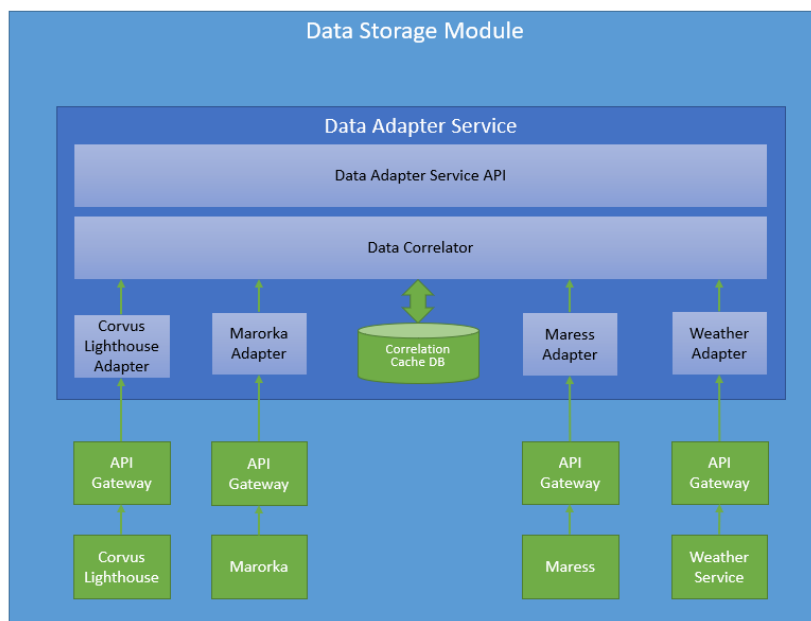 Data Storage Module
Data Adapter Service
Data Adapter Service API
Data Correlator
Corvus
Lighthouse
Adapter
Marorka
Adapter
Correlation
Cache DB
Maress
Adapter
Weather
Adapter
API
Gateway
API
Gateway
API
Gateway
API
Gateway
Corvus
Lighthouse
Marorka
Maress
Weather
Service